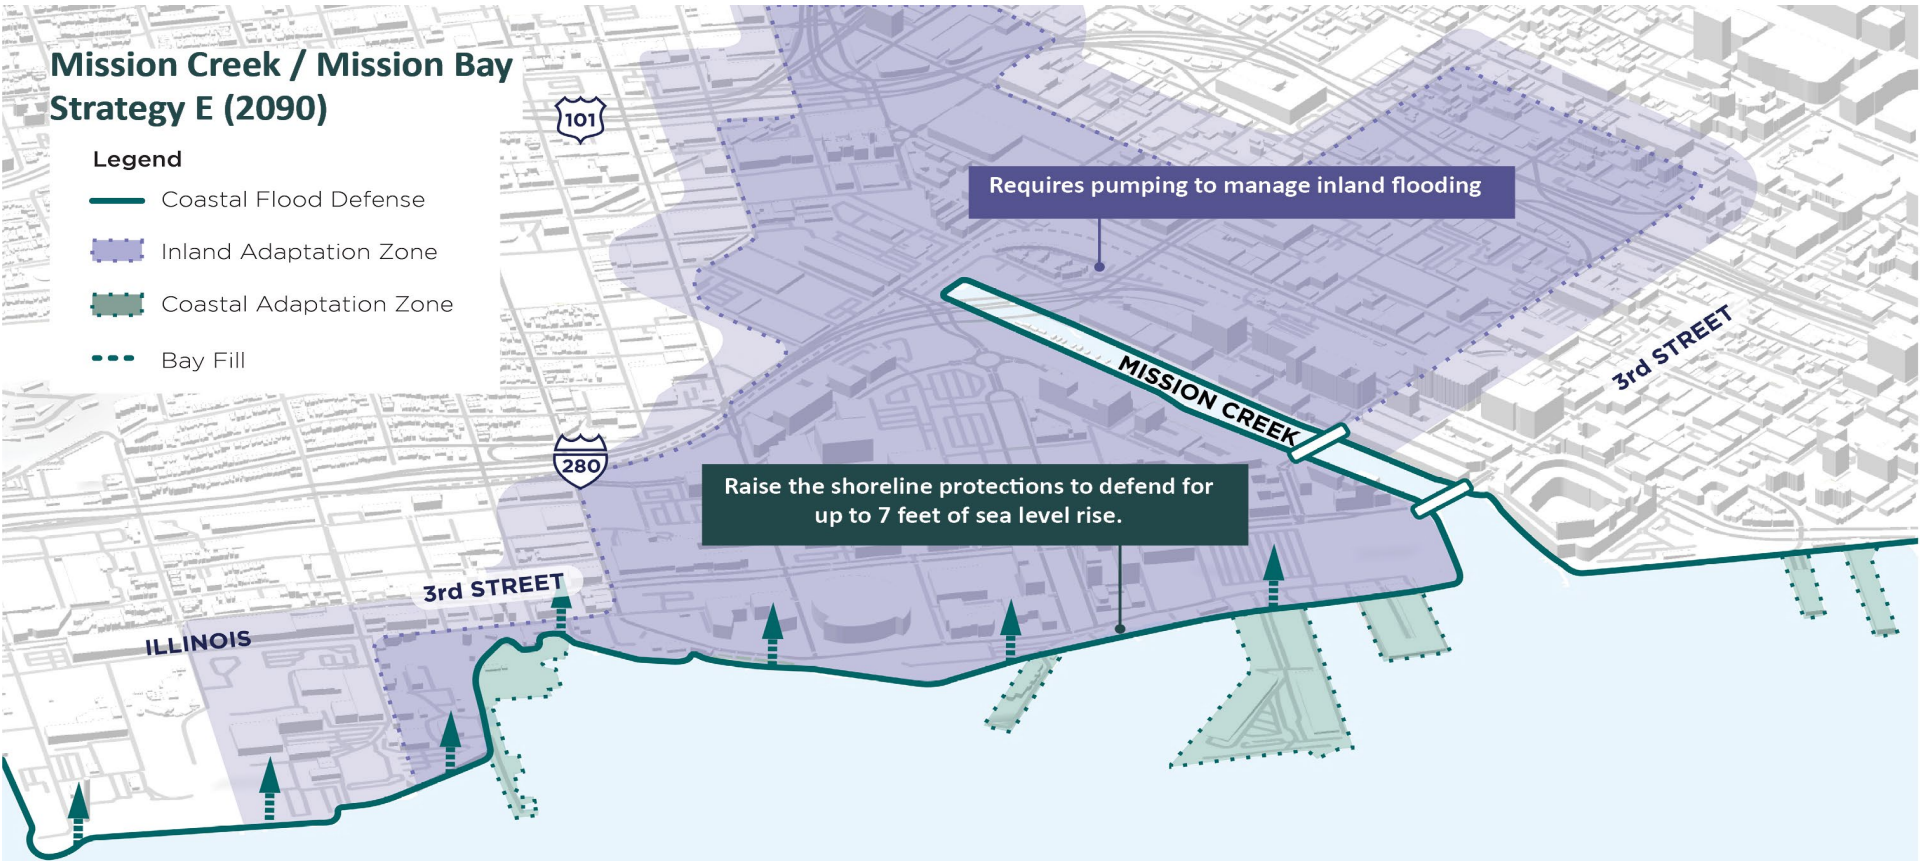 Mission Creek / Mission Bay
Strategy E (2090)
Legend
Coastal Flood Defense
Inland Adaptation Zone
Coastal Adaptation Zone
Bay Fill
101
Requires pumping to manage inland flooding
3rd STREET
MISSION CREEK
280
Raise the shoreline protections to defend for
up to 7 feet of sea level rise.
3rd STREET
ILLINOIS